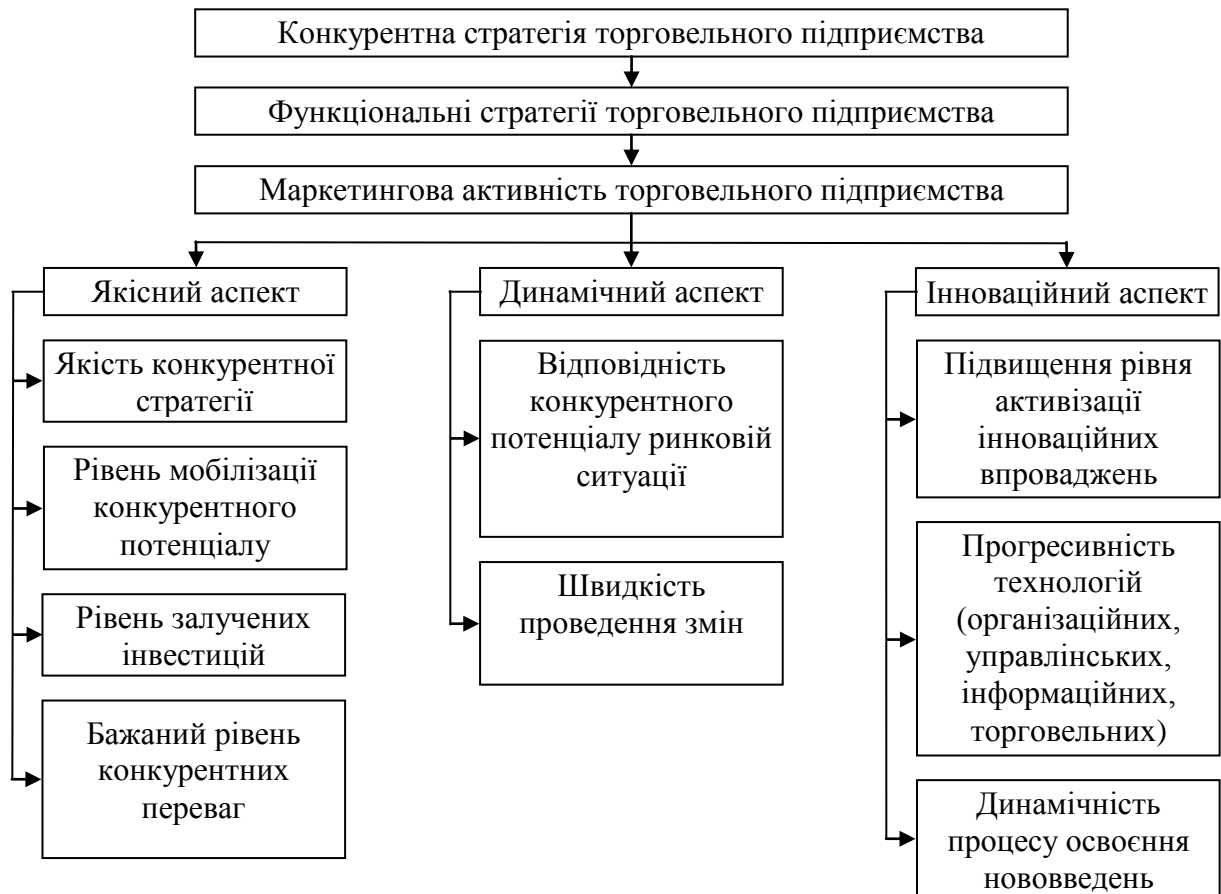 Конкурентна стратегія торговельного підприємства
Функціональні стратегії торговельного підприємства
Маркетингова активність торговельного підприємства
Якісний аспект
Якість конкурентної
стратегії
Рівень мобілізації
конкурентного
потенціалу
Рівень залучених
інвестицій
Бажаний рівень
конкурентних
переваг
Динамічний аспект
Відповідність
конкурентного
потенціалу ринковій
ситуації
Швидкість
проведення змін
Інноваційний аспект
Підвищення рівня
активізації
інноваційних
впроваджень
Прогресивність
технологій
(організаційних,
управлінських,
інформаційних,
торговельних)
Динамічність
процесу освоєння
нововведень